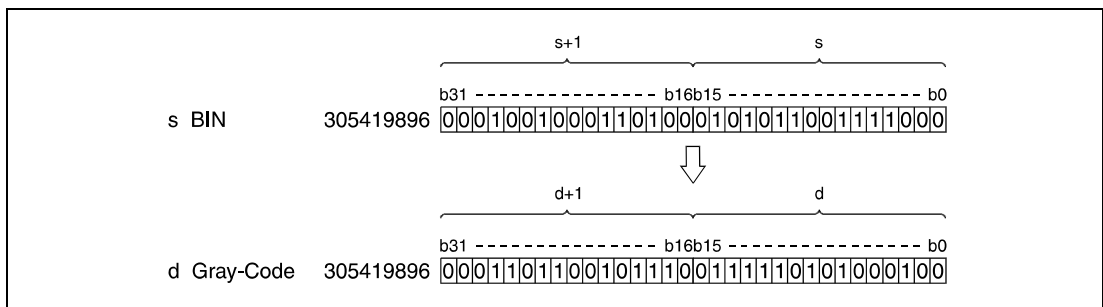 s+1 s
b31 ---------------- b16b15 ---------------- b0
s BIN 305419896 00010010001101000101011001111000
d+1 d
b31 ---------------- b16b15 ---------------- b0
d Gray-Code 305419896 00011011001011100111110101000100